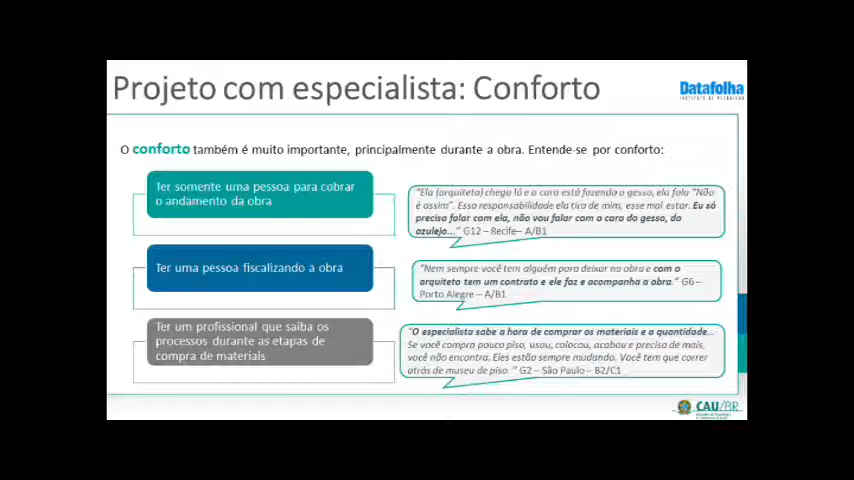 Projeto com especialista: Conforto
Datafolha
INSTITUTO DE PESQUISAS
O conforto também é muito importante, principalmente durante a obra. Entende-se por conforto:
Ter somente uma pessoa para cobrar
o andamento da obra
"Ela (arquiteta) chega lá e o cara está fazendo o gesso, ela fala "Não
é assim". Essa responsabilidade ela tira de mim, esse mal estar. Eu só
preciso falar com ela, não vou falar com o cara do gesso, do
azulejo..." G12 – Recife– A/B1
Ter uma pessoa fiscalizando a obra
"Nem sempre você tem alguém para deixar na obra e com o
arquiteto tem um contrato e ele faz e acompanha a obra." G6 –
Porto Alegre – A/B1
Ter um profissional que saiba os
processos durante as etapas de
compra de materiais
"O especialista sabe a hora de comprar os materiais e a quantidade...
Se você compra pouco piso, usou, colocou, acabou e precisa de mais,
você não encontra. Eles estão sempre mudando. Você tem que correr
atrás de museu de piso. " G2 – São Paulo – B2/C1
CAU/BR